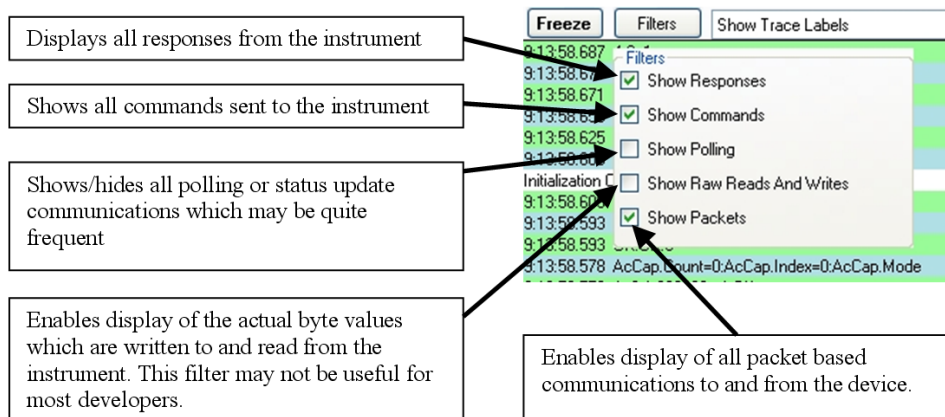 Displays all responses from the instrument
Shows all commands sent to the instrument
Shows/hides all polling or status update
communications which may be quite
frequent
Enables display of the actual byte values
which are written to and read from the
instrument. This filter may not be useful for
most developers.
Freeze
Filters
Show Trace Labels
9:13:58.687
Filters
Show Responses
9:13:58.671
Show Commands
9:13:58.625
Show Polling
Initialization
Show Raw Reads And Writes
9:13:58.593
Show Packets
9:13:58.593
9:13:58.578 AcCap.Count=0:AcCap.Index=0:AcCap.Mode
Enables display of all packet based
communications to and from the device.